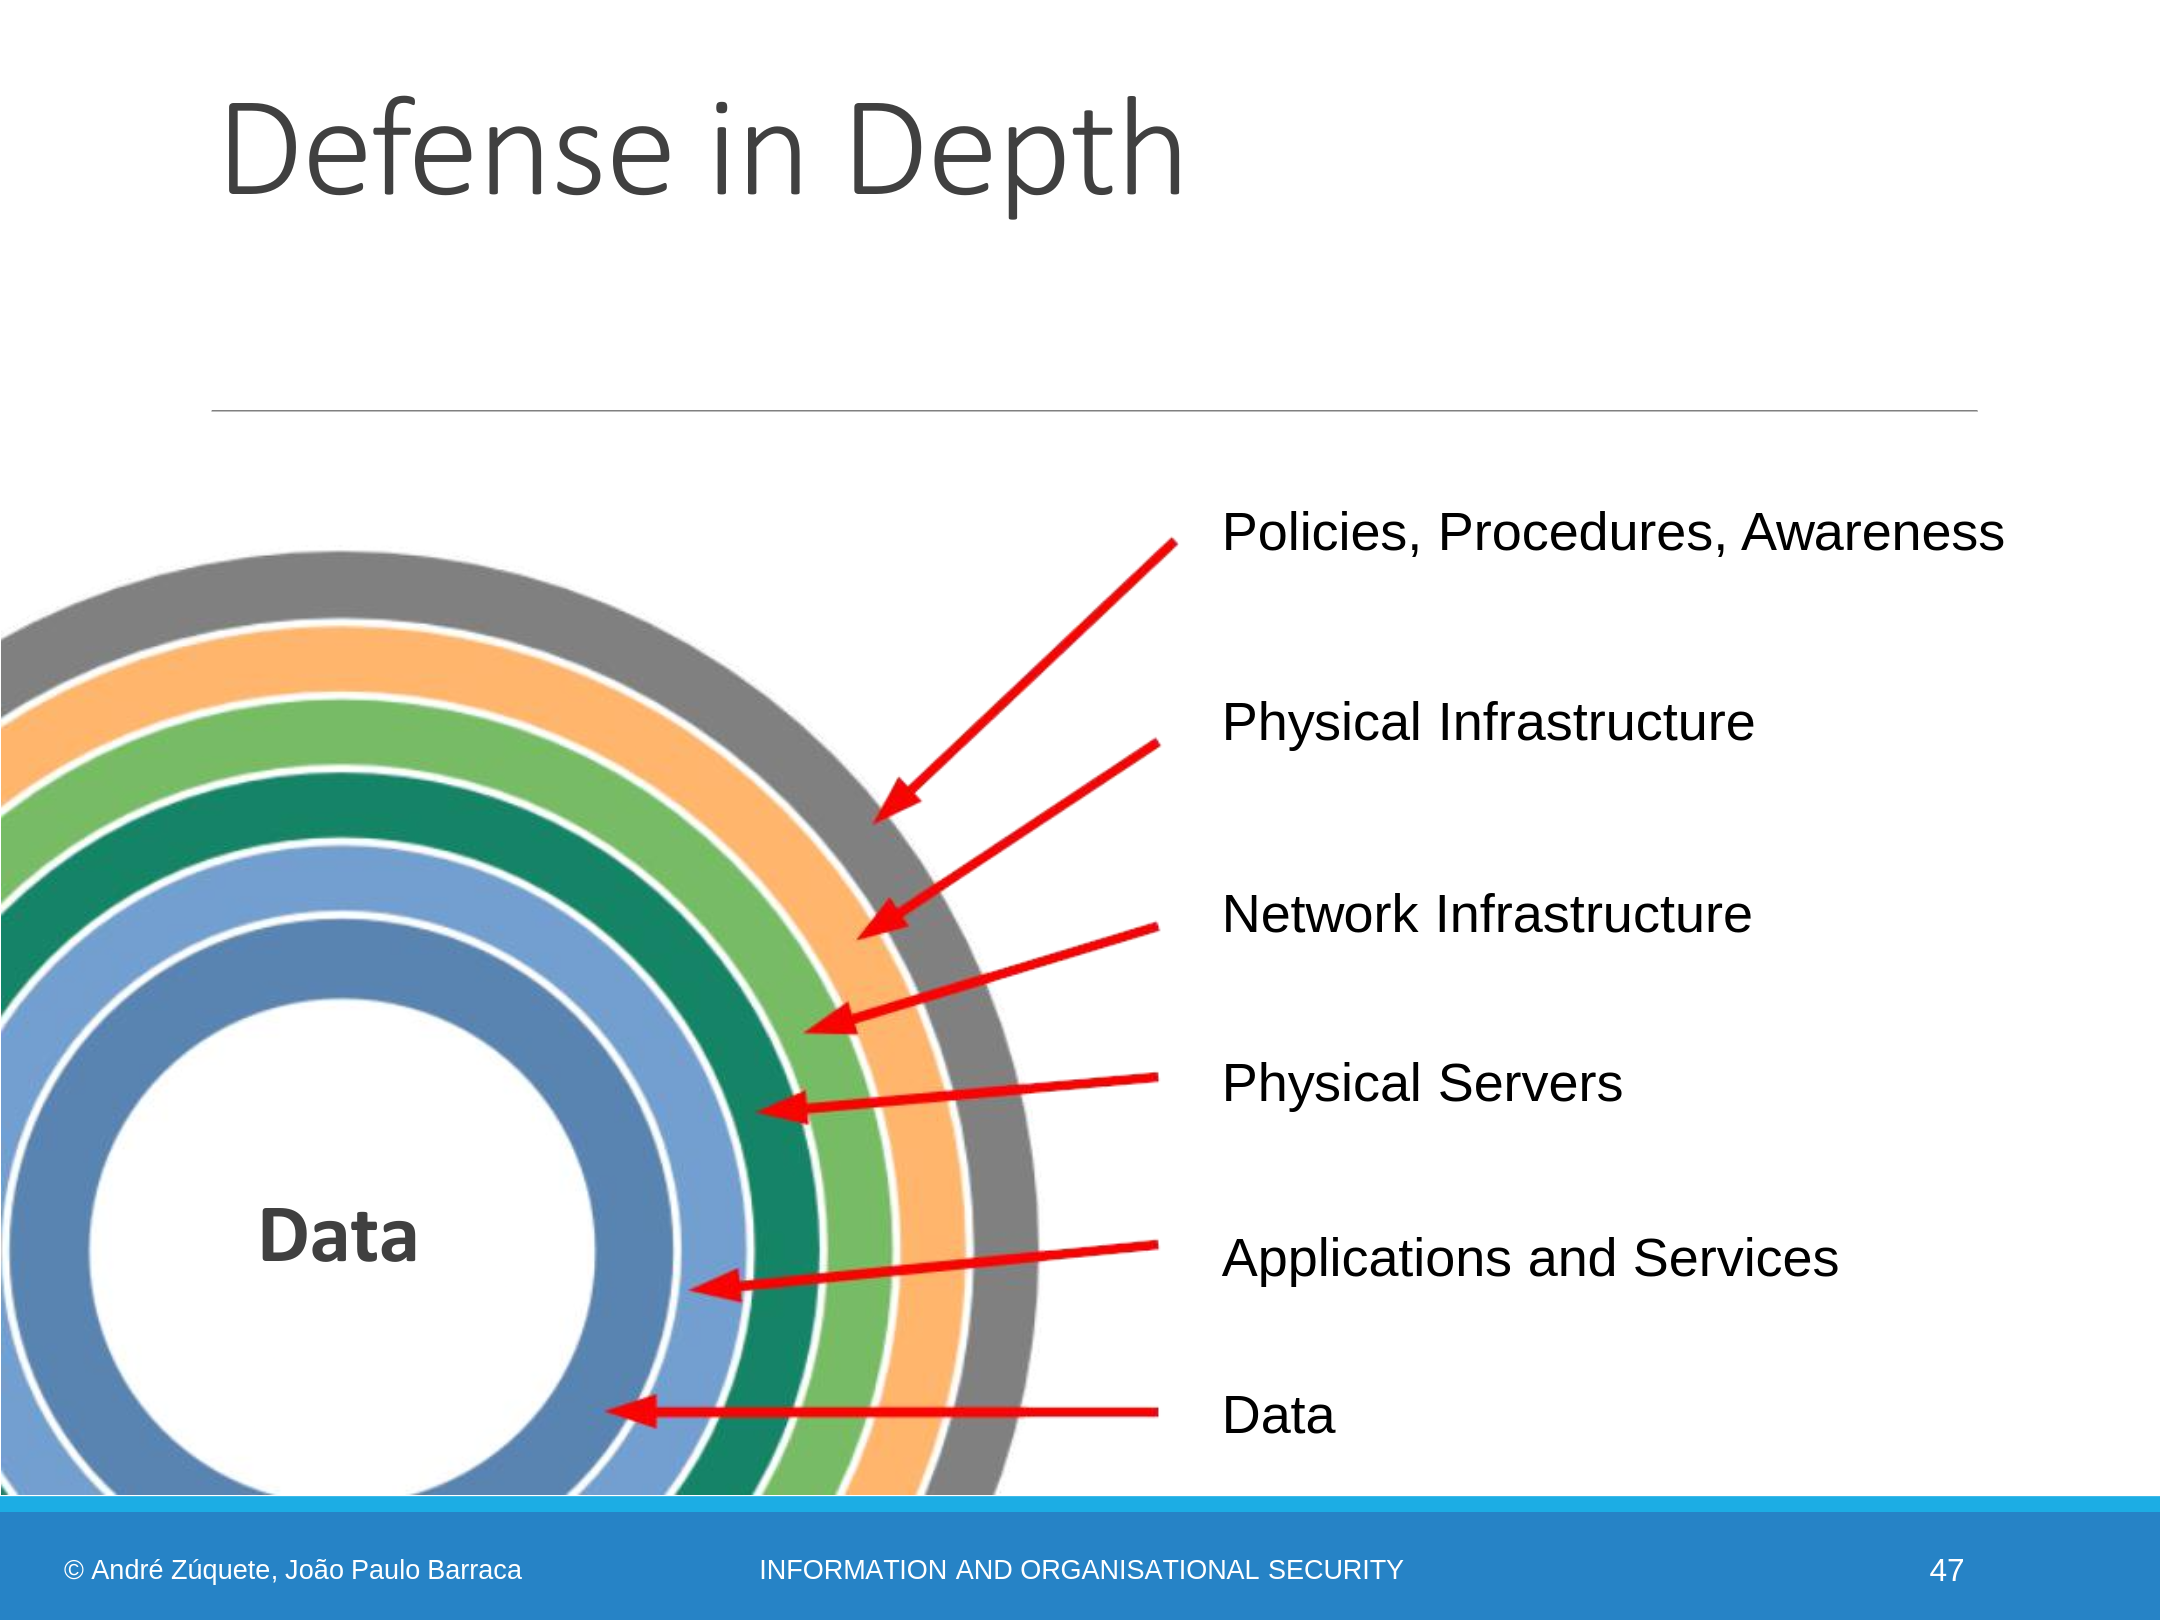 Defense in Depth
Policies, Procedures, Awareness
Physical Infrastructure
Network Infrastructure
Physical Servers
Applications and Services
Data
Data
© André Zúquete, João Paulo Barraca
INFORMATION AND ORGANISATIONAL SECURITY
47